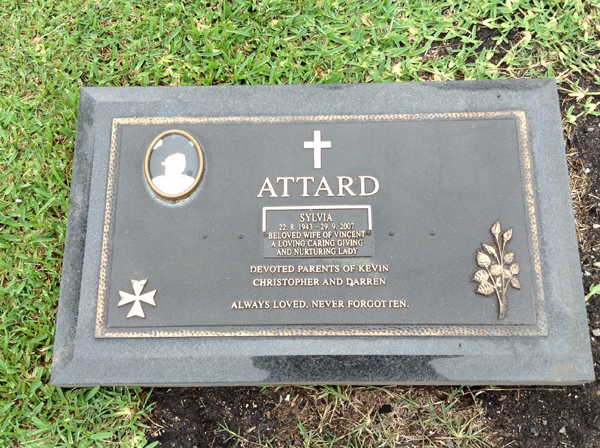 ATTARD
SYLVIA
22. 8. 1943 - 29. 9. 2007
BELOVED WIFE OF VINCENT
A LOVING CARING GIVING
AND NURTURING LADY
DEVOTED PARENTS OF KEVIN
CHRISTOPHER AND DARREN
ALWAYS LOVED, NEVER FORGOTTEN.